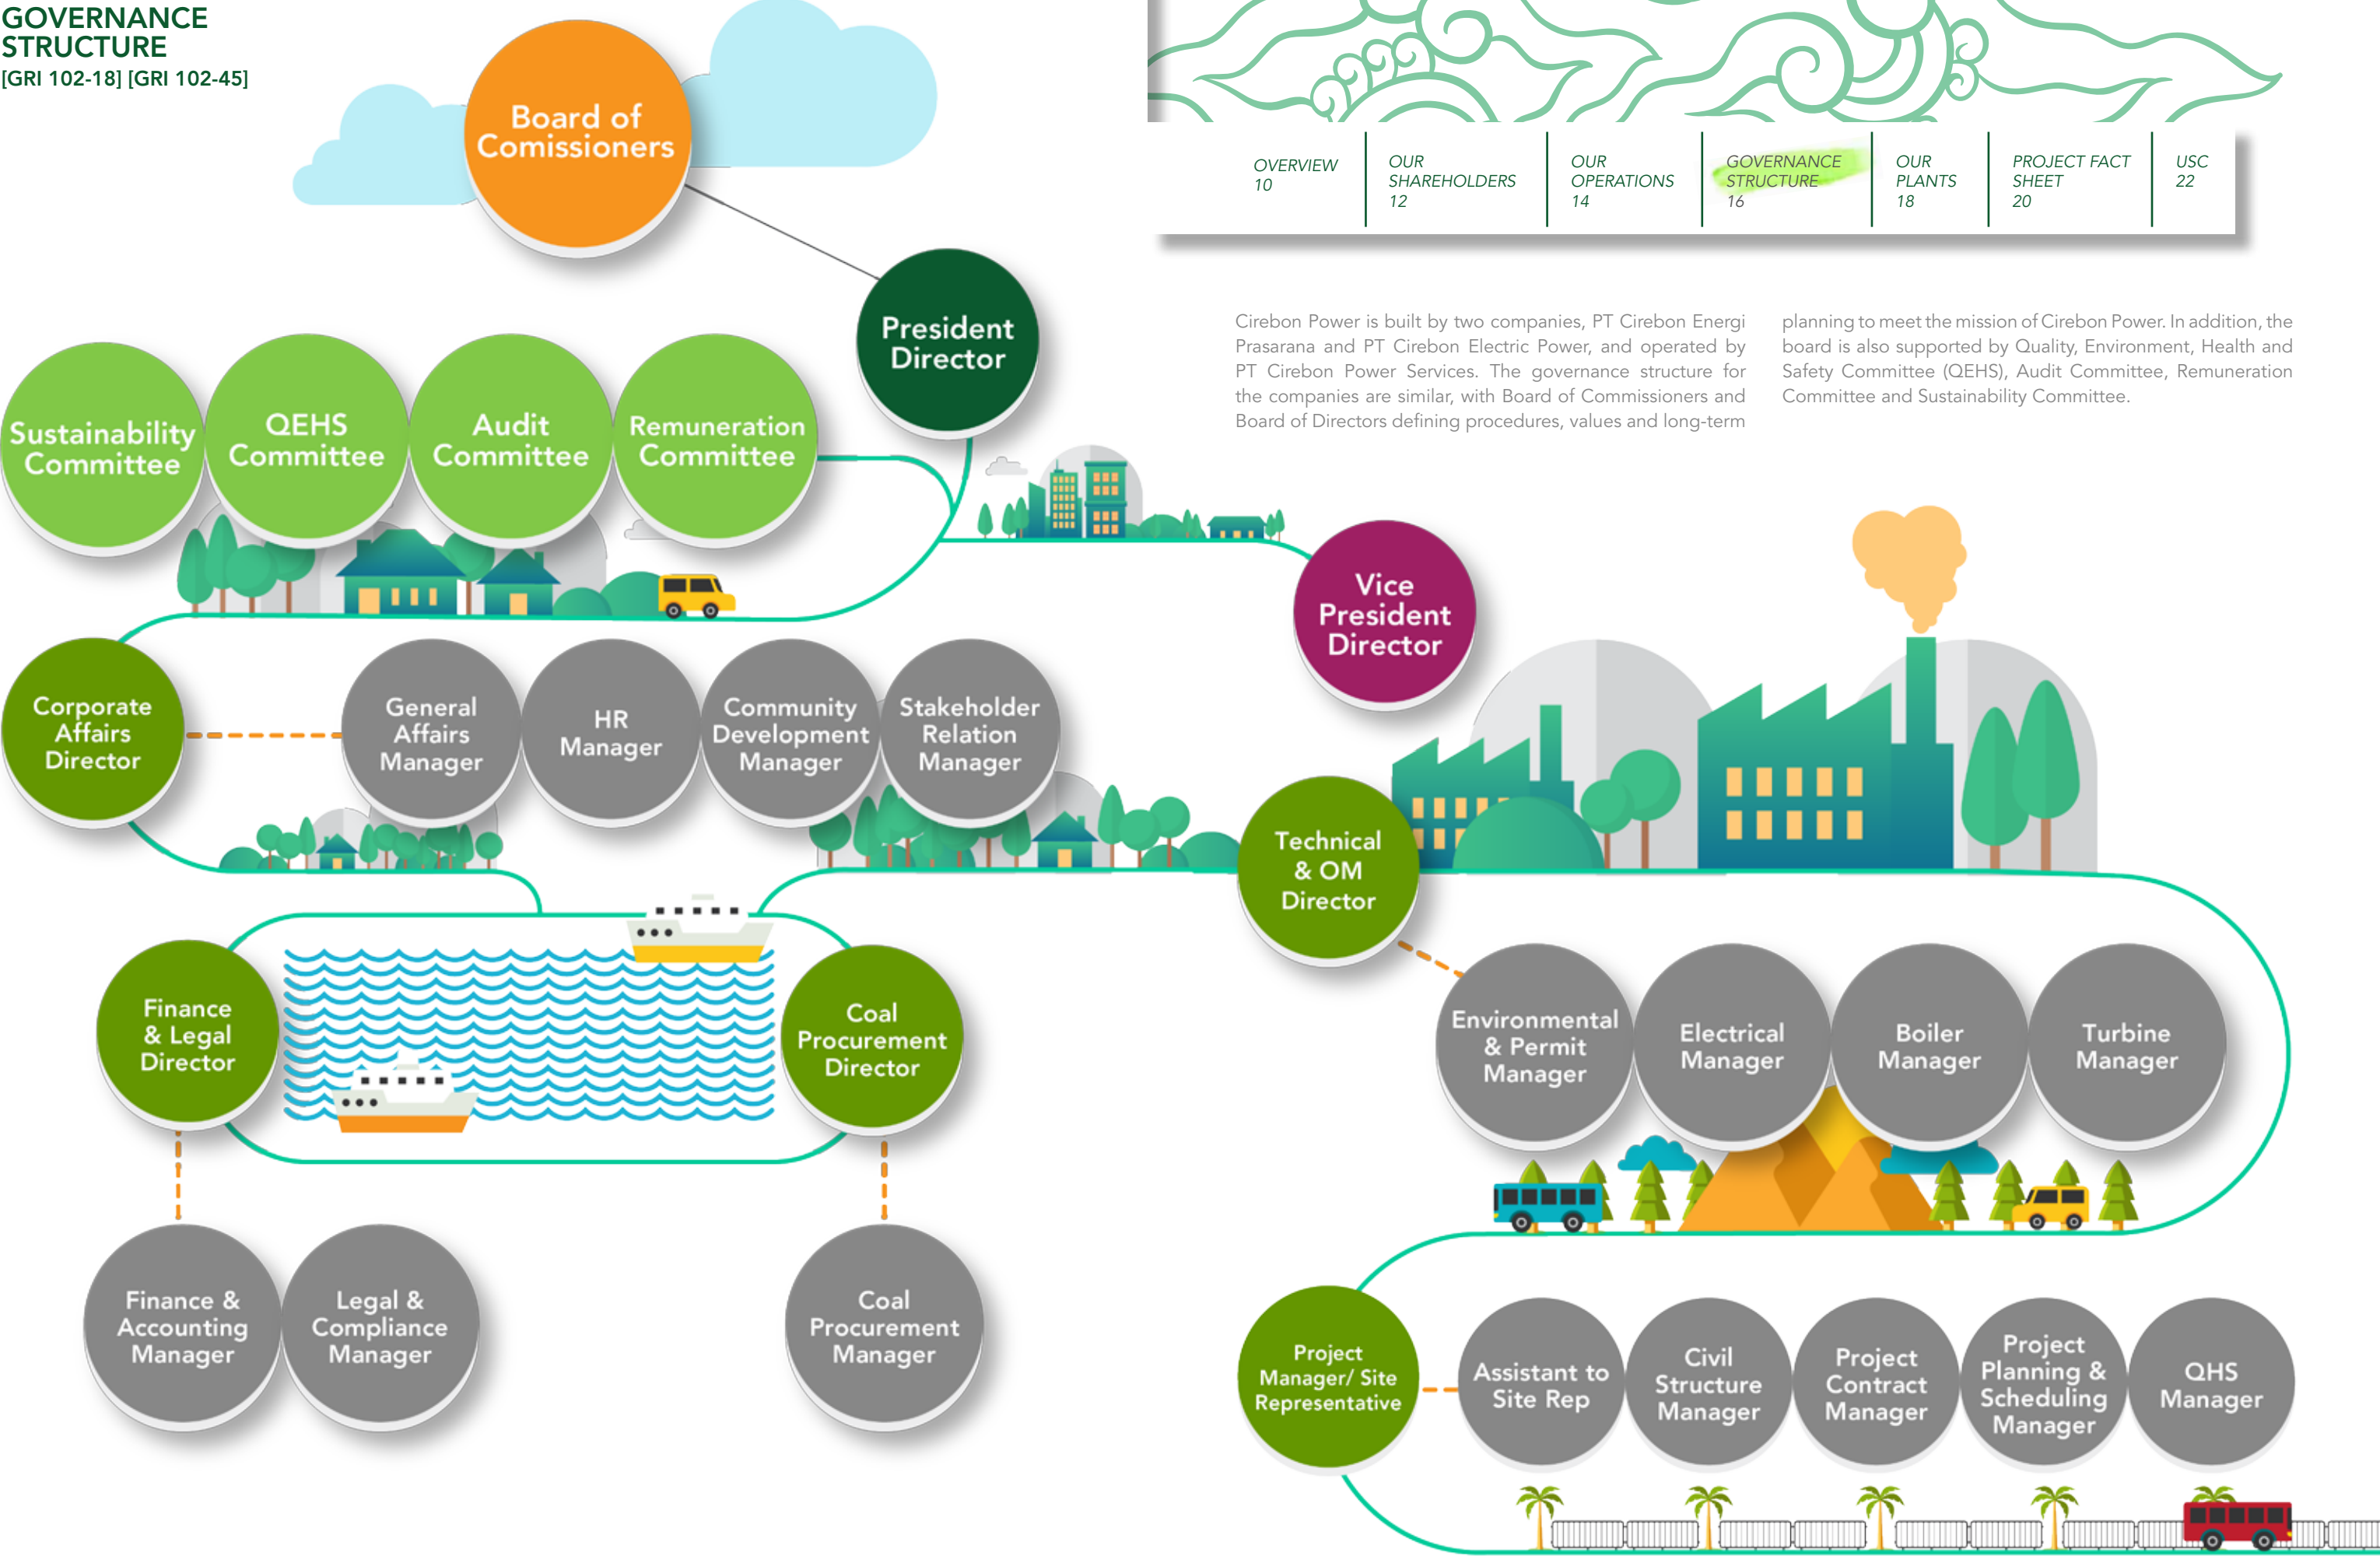 GOVERNANCE
STRUCTURE
[GRI 102-18] [GRI 102-45]
Board of
Comissioners
President
Director
Sustainability
Committee
QEHS
Committee
Audit
Committee
Remuneration
Committee
Vice
President
Director
Corporate
Affairs
Director
General
Affairs
Manager
HR
Manager
Community
Development
Manager
Stakeholder
Relation
Manager
Technical
& OM
Director
Finance
& Legal
Director
Coal
Procurement
Director
Environmental
& Permit
Manager
Electrical
Manager
Boiler
Manager
Turbine
Manager
Finance &
Accounting
Manager
Legal &
Compliance
Manager
Coal
Procurement
Manager
Project
Manager/ Site
Representative
Assistant to
Site Rep
Civil
Structure
Manager
Project
Contract
Manager
Project
Planning &
Scheduling
Manager
QHS
Manager
OVERVIEW
10
OUR
SHAREHOLDERS
12
OUR
OPERATIONS
14
GOVERNANCE
STRUCTURE
16
OUR
PLANTS
18
PROJECT FACT
SHEET
20
USC
22
Cirebon Power is built by two companies, PT Cirebon Energi
Prasarana and PT Cirebon Electric Power, and operated by
PT Cirebon Power Services. The governance structure for
the companies are similar, with Board of Commissioners and
Board of Directors defining procedures, values and long-term
planning to meet the mission of Cirebon Power. In addition, the
board is also supported by Quality, Environment, Health and
Safety Committee (QEHS), Audit Committee, Remuneration
Committee and Sustainability Committee.